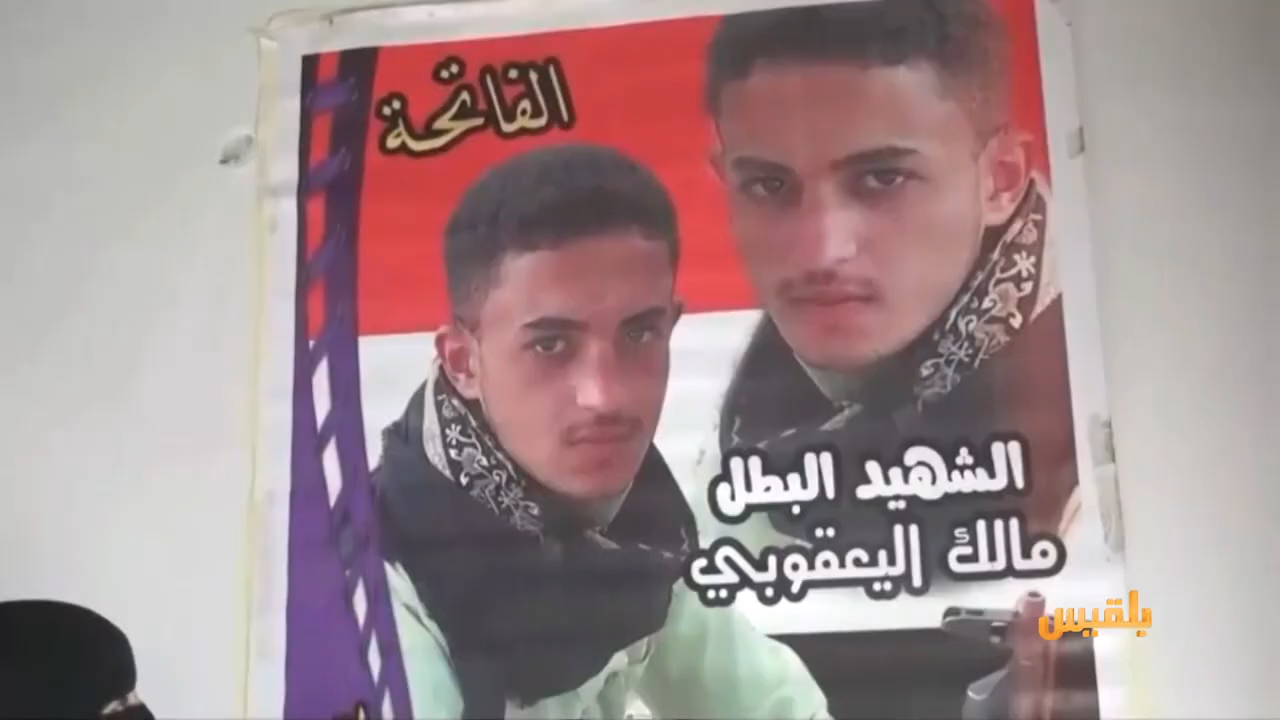 الفاتحة
الشهيد البطل
مالك اليعقوبي
بلقيس